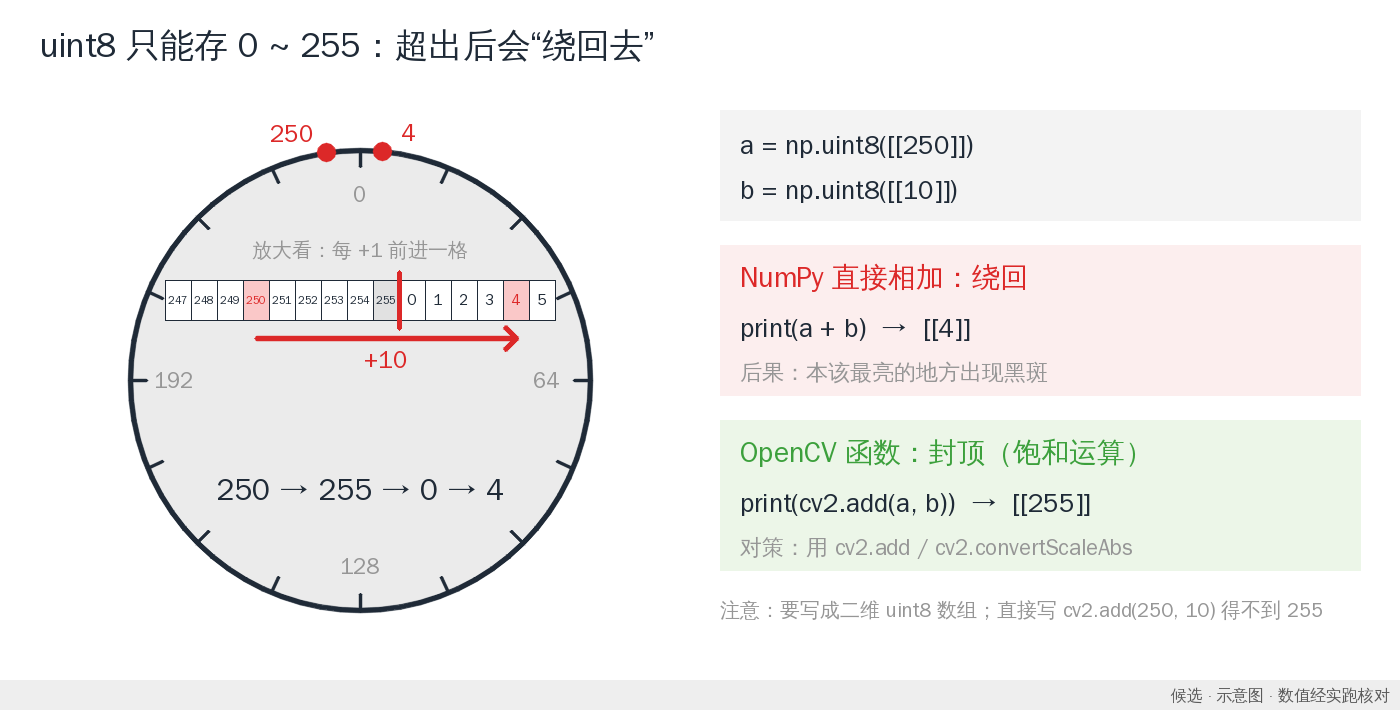 uint8 只能存 0 ~ 255：超出后会“绕回去”
250
4
0
放大看：每 +1 前进一格
247 248 249 250 251 252 253 254 255 0 1 2 3 4 5
+10
192
64
250 → 255 → 0 → 4
128
a = np.uint8([[250]])
b = np.uint8([[10]])
NumPy 直接相加：绕回
print(a + b) → [[4]]
后果：本该最亮的地方出现黑斑
OpenCV 函数：封顶（饱和运算）
print(cv2.add(a, b)) → [[255]]
对策：用 cv2.add / cv2.convertScaleAbs
注意：要写成二维 uint8 数组；直接写 cv2.add(250, 10) 得不到 255
候选 · 示意图 · 数值经实跑核对